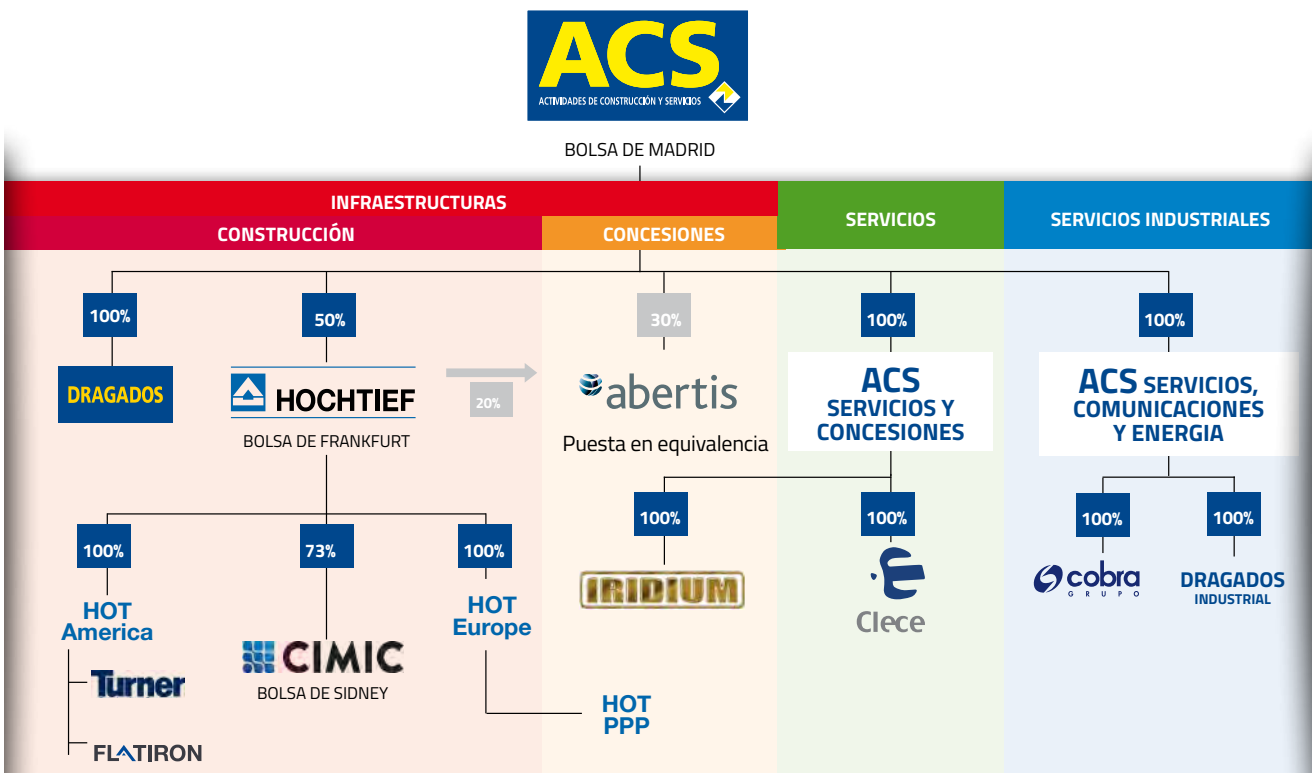 ACS
ACTIVIDADES DE CONSTRUCCIÓN Y SERVICIOS
BOLSA DE MADRID
INFRAESTRUCTURAS
CONSTRUCCIÓN
CONCESIONES
SERVICIOS
SERVICIOS INDUSTRIALES
100%
50%
30%
100%
100%
DRAGADOS
HOCHTIEF
BOLSA DE FRANKFURT
20%
abertis
Puesta en equivalencia
ACS
SERVICIOS Y
CONCESIONES
ACS SERVICIOS,
COMUNICACIONES
Y ENERGIA
100%
73%
100%
100%
100%
100%
100%
HOT
America
Turner
FLATIRON
CIMIC
BOLSA DE SIDNEY
HOT
Europe
HOT
PPP
IRIDIUM
Clece
cobra
GRUPO
DRAGADOS
INDUSTRIAL